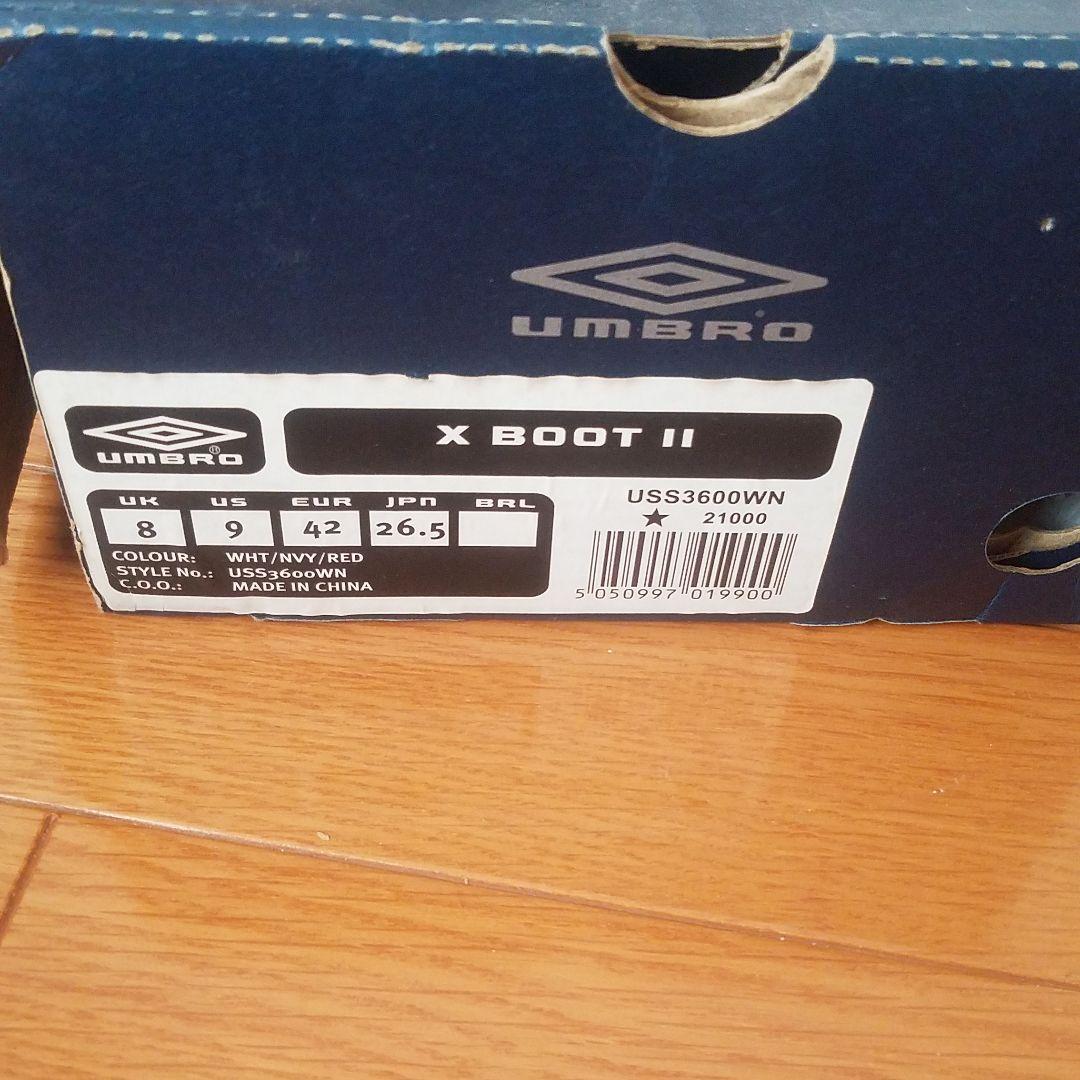 UMBRO
UMBRO
X BOOT II
UK US EUR JPN BRL
8 9 42 26.5
COLOUR: WHT/NVY/RED
STYLE No.: USS3600WN
C.O.O.: MADE IN CHINA
USS3600WN
★ 21000
5 050997 019900